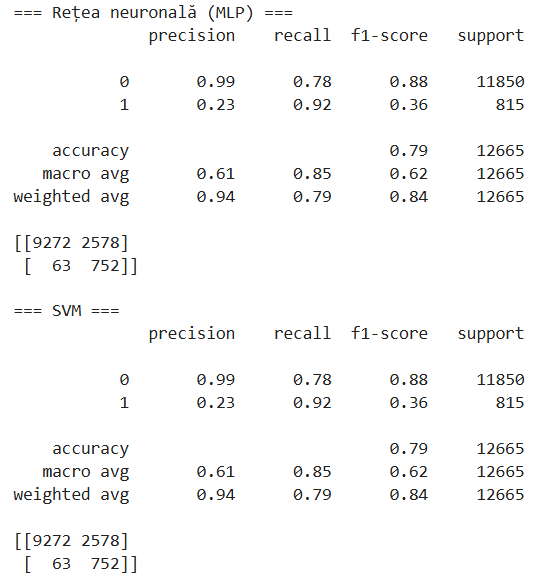 === Rețea neuronală (MLP) ===
              precision    recall  f1-score   support

           0       0.99      0.78      0.88     11850
           1       0.23      0.92      0.36       815

    accuracy                           0.79     12665
   macro avg       0.61      0.85      0.62     12665
weighted avg       0.94      0.79      0.84     12665

[[9272 2578]
 [  63  752]]

=== SVM ===
              precision    recall  f1-score   support

           0       0.99      0.78      0.88     11850
           1       0.23      0.92      0.36       815

    accuracy                           0.79     12665
   macro avg       0.61      0.85      0.62     12665
weighted avg       0.94      0.79      0.84     12665

[[9272 2578]
 [  63  752]]